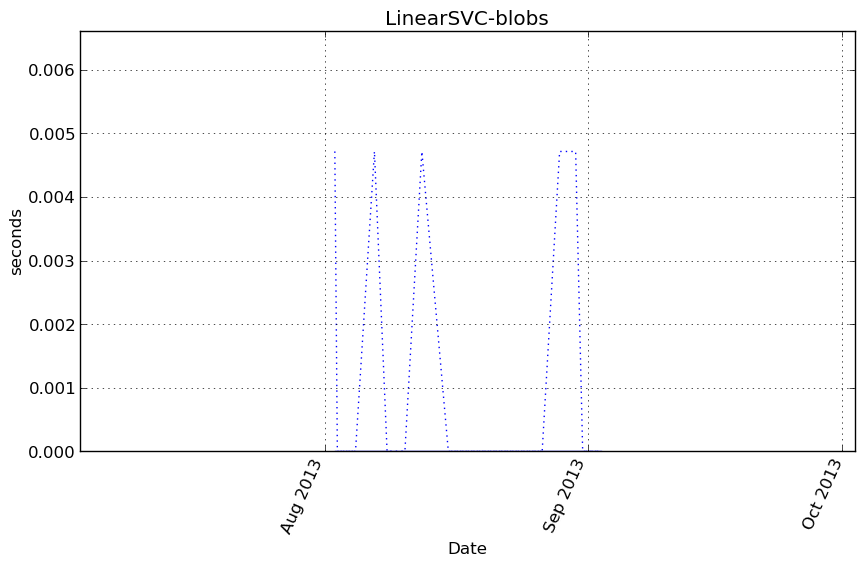 LinearSVC-blobs
0.006
0.005
0.004
0.003
0.002
0.001
0.000
seconds
Aug 2013
Sep 2013
Oct 2013
Date